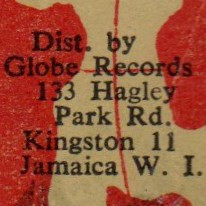 Dist. by
Globe Records
133 Hagley
Park Rd.
Kingston 11
Jamaica W. I.